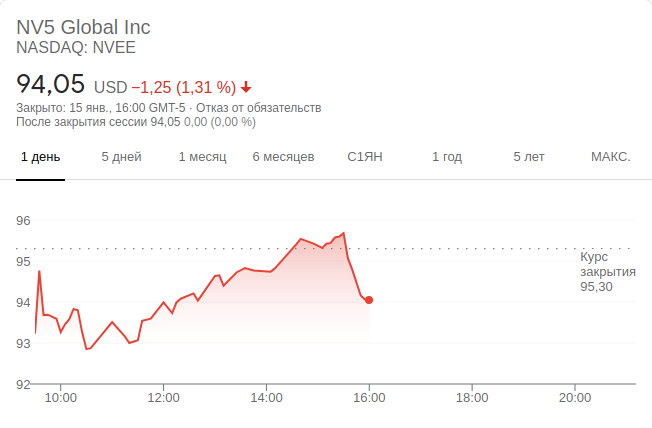 NV5 Global Inc
NASDAQ: NVEE
94,05 USD −1,25 (1,31 %)
Закрыто: 15 янв., 16:00 GMT-5 · Отказ от обязательств
После закрытия сессии 94,05 0,00 (0,00 %)
1 день 5 дней 1 месяц 6 месяцев С1ЯН 1 год 5 лет МАКС.
96
95
94
93
92
Курс
закрытия
95,30
10:00 12:00 14:00 16:00 18:00 20:00